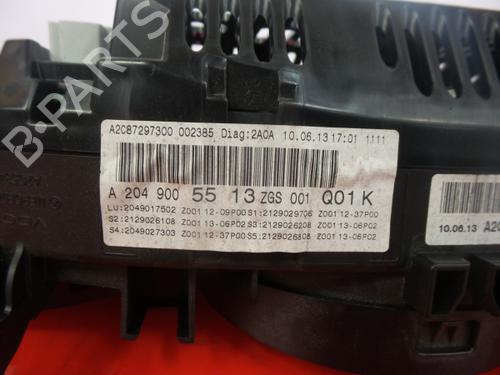 B-PARTS
A2C87297300 002385 Diag:2A0A 10.06.13 17:01 1111
A 204 900 55 13 ZGS 001 Q01 K
LU:2049017502 Z001 12-09P00 S1:2129029706 Z001 12-37P00
S2:2129026108 Z001 13-06P02 S3:2129026208 Z001 13-06P02
S4:2049027303 Z001 12-37P00 S5:2129026808 Z001 13-06P02
10.06.13 A2C